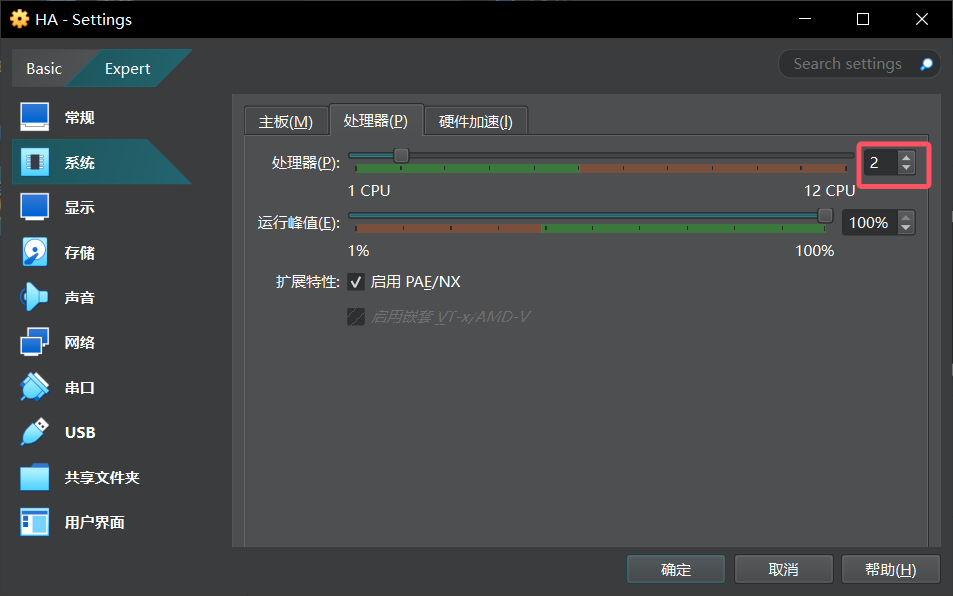 HA - Settings
Basic
Expert
Search settings
常规
系统
显示
存储
声音
网络
串口
USB
共享文件夹
用户界面
主板(M)
处理器(P)
硬件加速(I)
处理器(P):
2
1 CPU
12 CPU
运行峰值(E):
100%
1%
100%
扩展特性:
启用 PAE/NX
启用嵌套 VT-x/AMD-V
确定
取消
帮助(H)